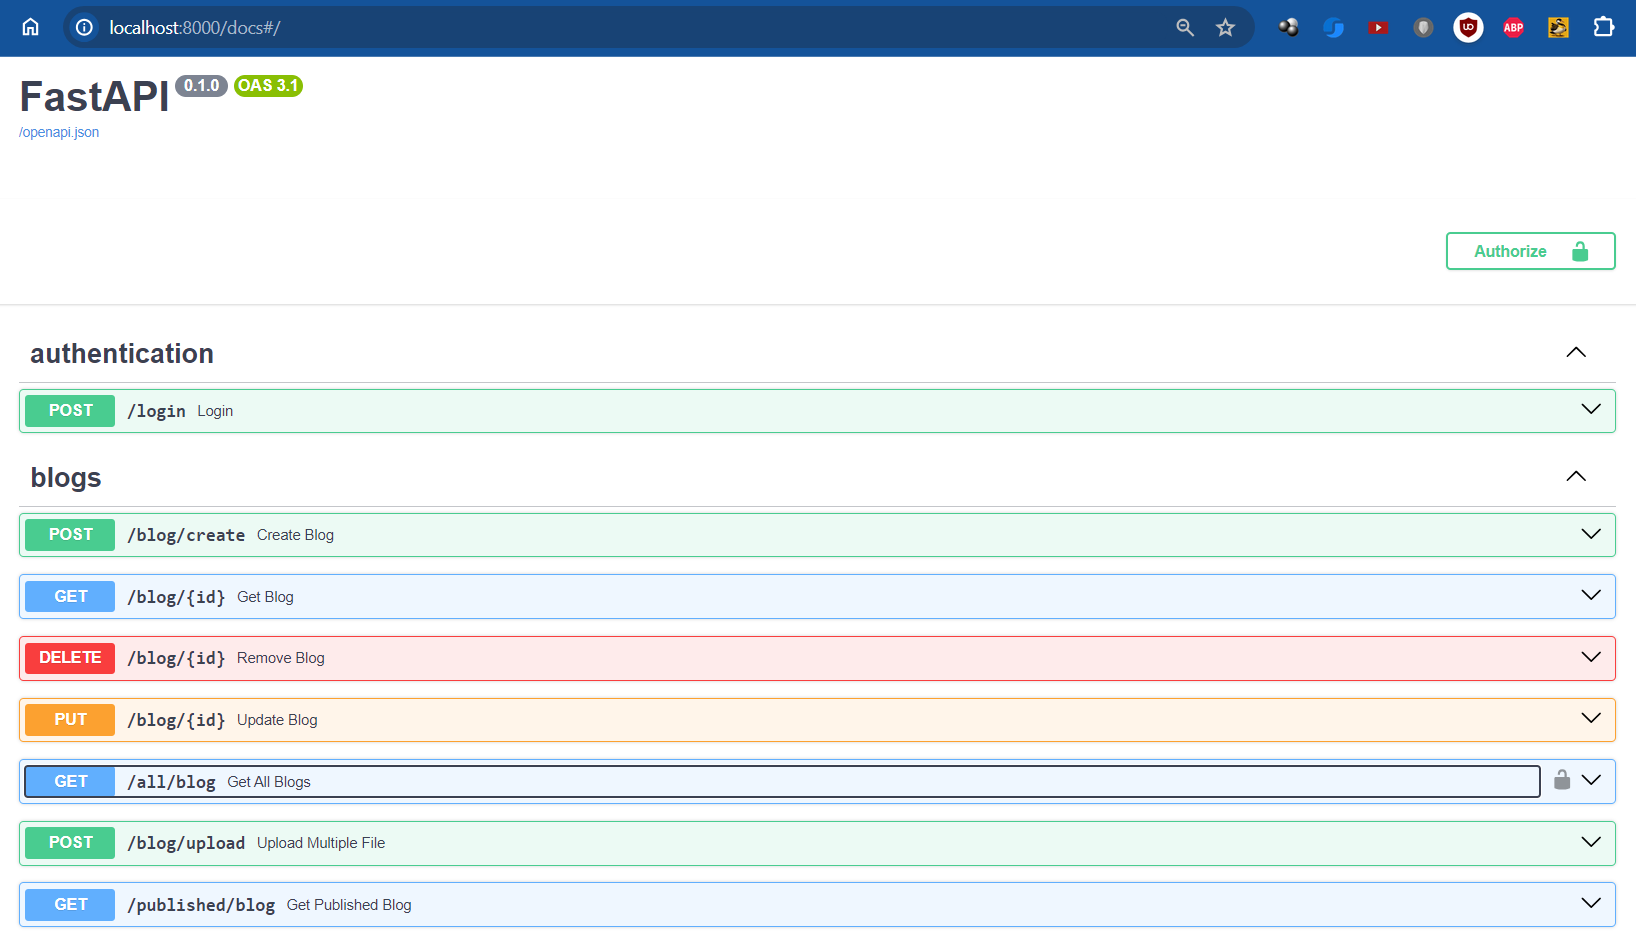 localhost:8000/docs#/
ABP
FastAPI 0.1.0 OAS 3.1
/openapi.json
Authorize
authentication
POST /login Login
blogs
POST /blog/create Create Blog
GET /blog/{id} Get Blog
DELETE /blog/{id} Remove Blog
PUT /blog/{id} Update Blog
GET /all/blog Get All Blogs
POST /blog/upload Upload Multiple File
GET /published/blog Get Published Blog